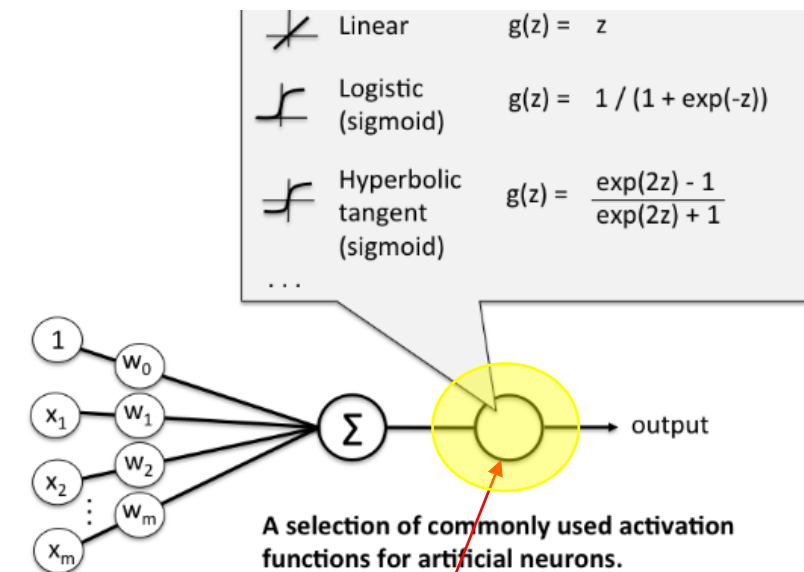 Linear g(z) = z
Logistic
(sigmoid) g(z) = 1 / (1 + exp(-z))
Hyperbolic
tangent
(sigmoid) g(z) = exp(2z) - 1
exp(2z) + 1
...
1 w₀
x₁ w₁
x₂ w₂
⋮
xₘ wₘ
Σ
output
A selection of commonly used activation
functions for artificial neurons.